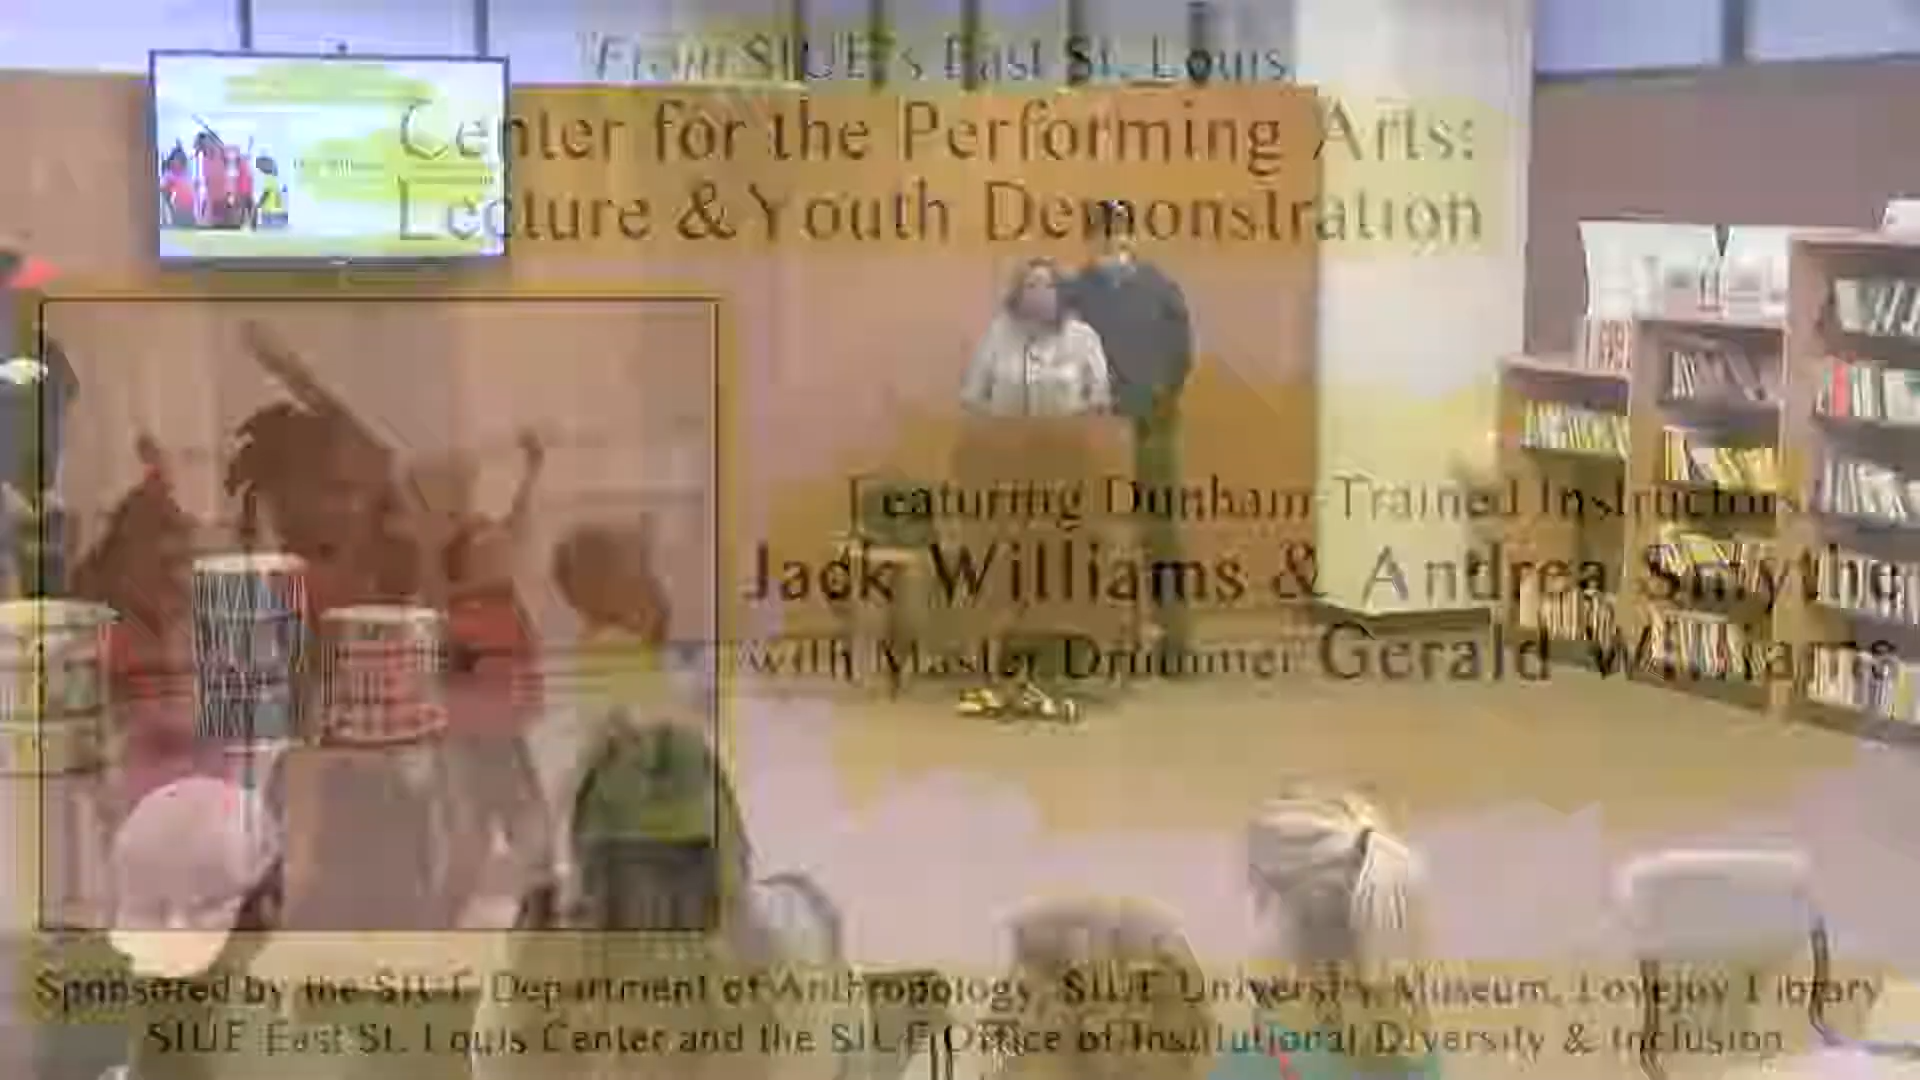 From SIUE's East St. Louis
Center for the Performing Arts:
Lecture & Youth Demonstration
Featuring Dunham-Trained Instructors
Jack Williams & Andrea Smythe
with Master Drummer Gerald Williams
Sponsored by the SIUE Department of Anthropology, SIUE University Museum, Lovejoy Library
SIUE East St. Louis Center and the SIUE Office of Institutional Diversity & Inclusion